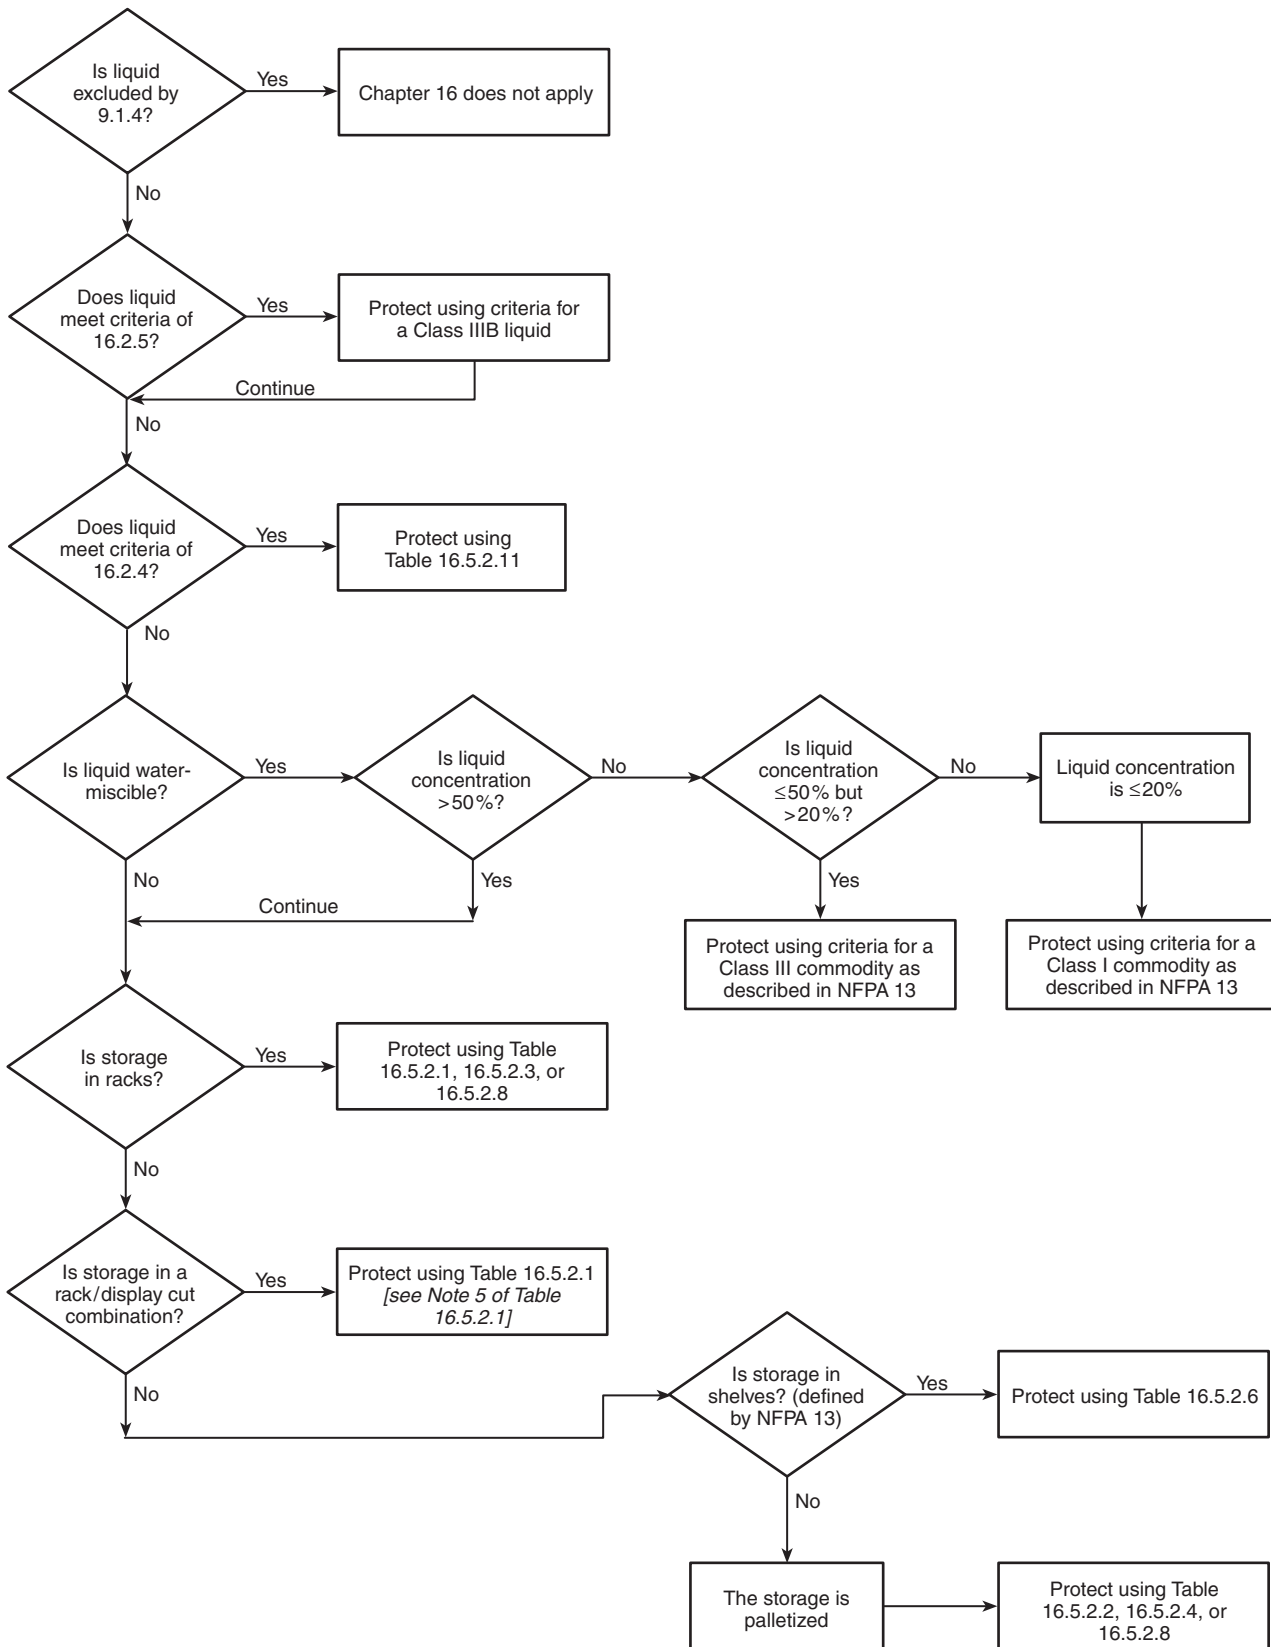 Is liquid
excluded by
9.1.4?
Yes
Chapter 16 does not apply
No
Does liquid
meet criteria of
16.2.5?
Yes
Protect using criteria for
a Class IIIB liquid
Continue
No
Does liquid
meet criteria of
16.2.4?
Yes
Protect using
Table 16.5.2.11
No
Is liquid water-
miscible?
Yes
Is liquid
concentration
>50%?
No
Is liquid
concentration
≤50% but
>20%?
No
Liquid concentration
is ≤20%
No
Yes
Yes
Continue
Protect using criteria for a
Class III commodity as
described in NFPA 13
Protect using criteria for a
Class I commodity as
described in NFPA 13
Is storage
in racks?
Yes
Protect using Table
16.5.2.1, 16.5.2.3, or
16.5.2.8
No
Is storage in a
rack/display cut
combination?
Yes
Protect using Table 16.5.2.1
[see Note 5 of Table
16.5.2.1]
No
Is storage in
shelves? (defined
by NFPA 13)
Yes
Protect using Table 16.5.2.6
No
The storage is
palletized
Protect using Table
16.5.2.2, 16.5.2.4, or
16.5.2.8